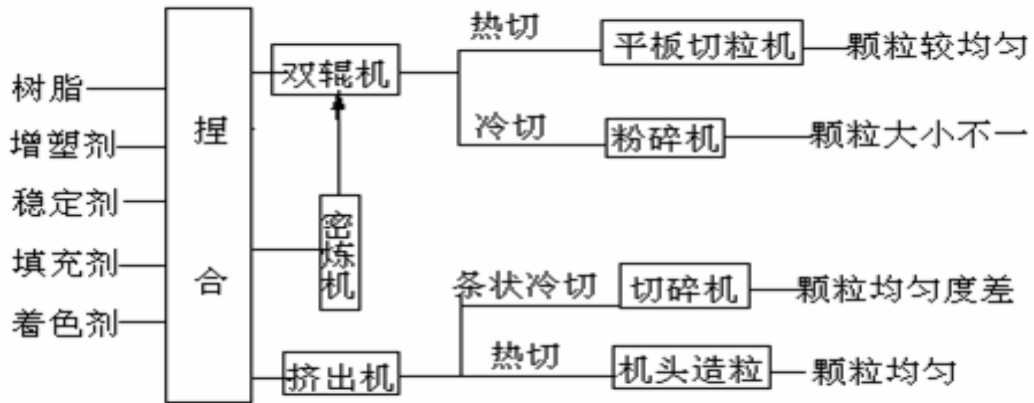 树脂
增塑剂
稳定剂
填充剂
着色剂
捏
合
双辊机
密炼机
挤出机
热切
平板切粒机
颗粒较均匀
冷切
粉碎机
颗粒大小不一
条状冷切
切碎机
颗粒均匀度差
热切
机头造粒
颗粒均匀